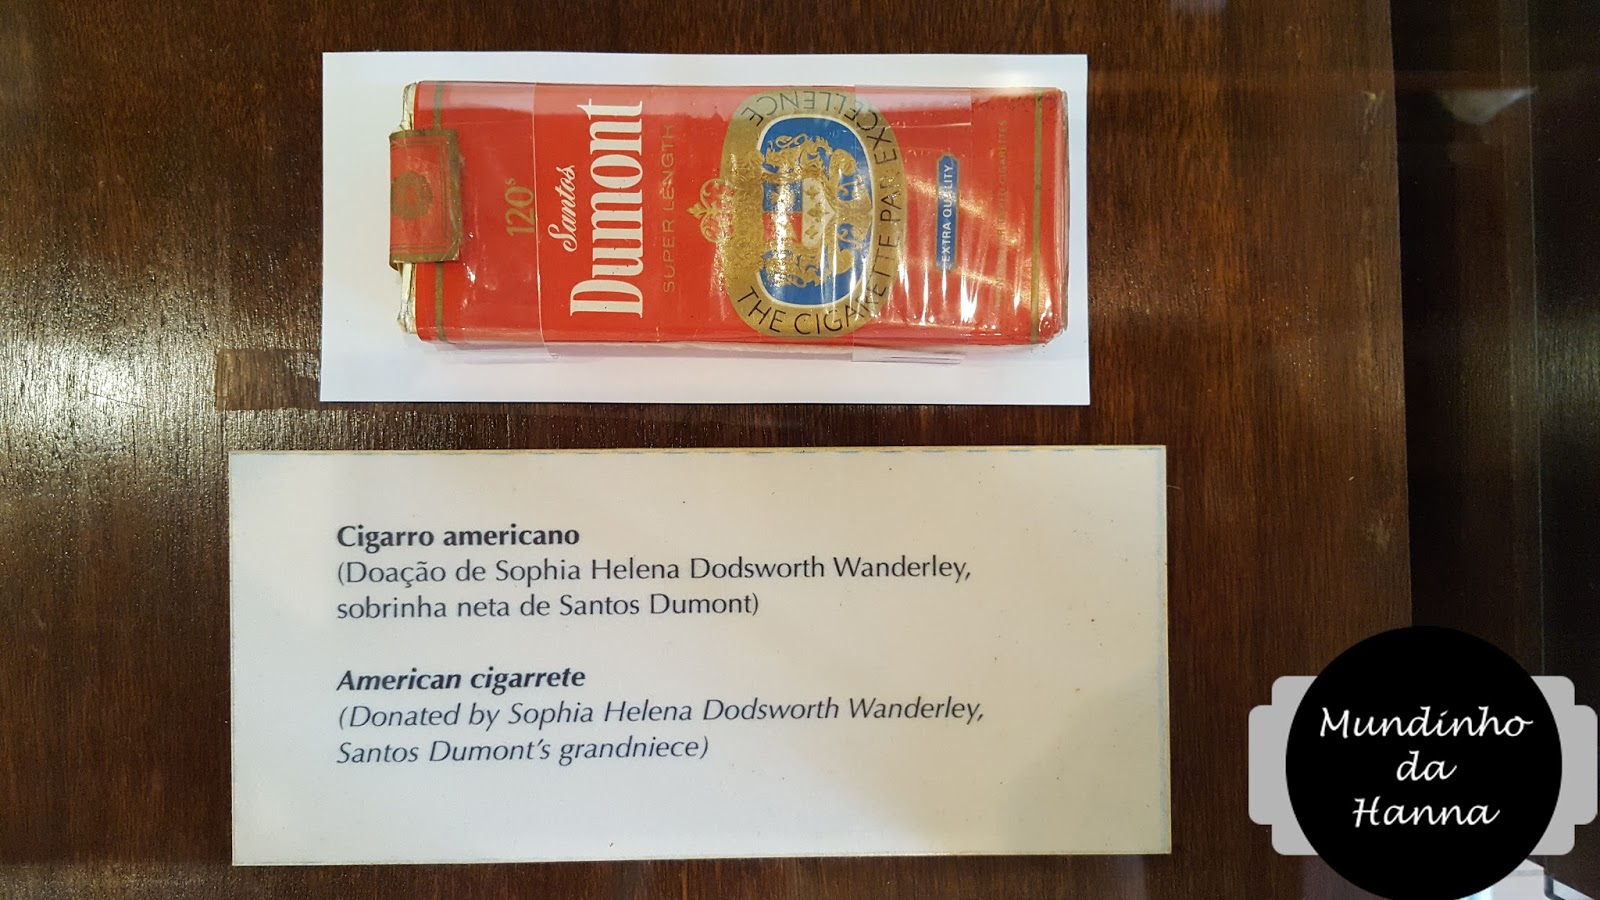 120's
Santos
Dumont
SUPER LENGTH
THE CIGARETTE PAR EXCELLENCE
EXTRA QUALITY
CIGARETTES
Cigarro americano
(Doação de Sophia Helena Dodsworth Wanderley,
sobrinha neta de Santos Dumont)
American cigarrete
(Donated by Sophia Helena Dodsworth Wanderley,
Santos Dumont's grandniece)
Mundinho
da
Hanna